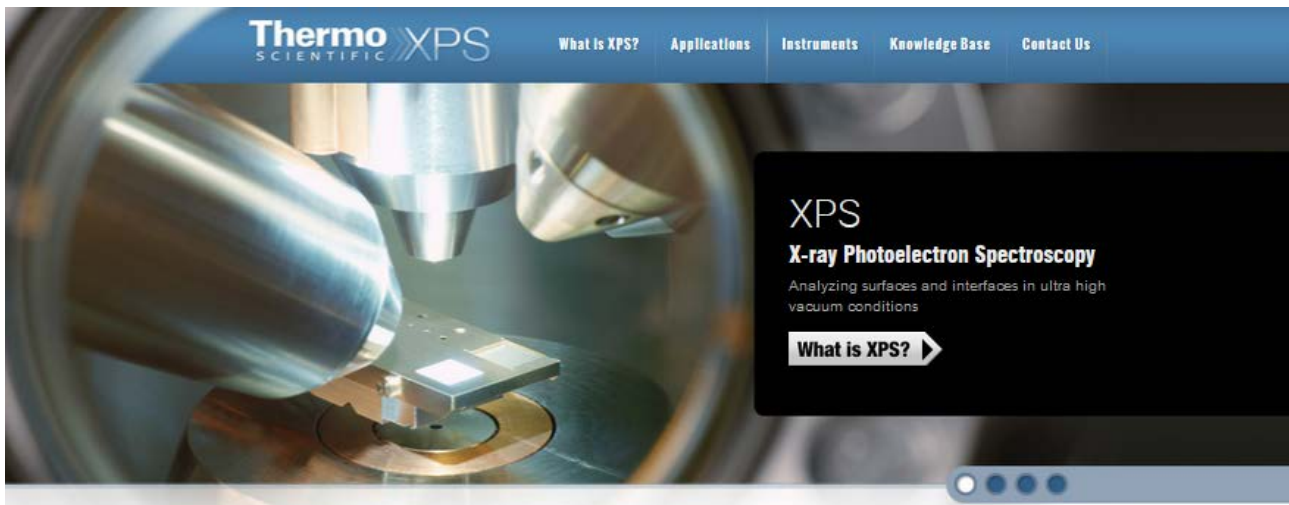 Thermo
SCIENTIFIC
XPS
What is XPS?
Applications
Instruments
Knowledge Base
Contact Us
XPS
X-ray Photoelectron Spectroscopy
Analyzing surfaces and interfaces in ultra high
vacuum conditions
What is XPS?